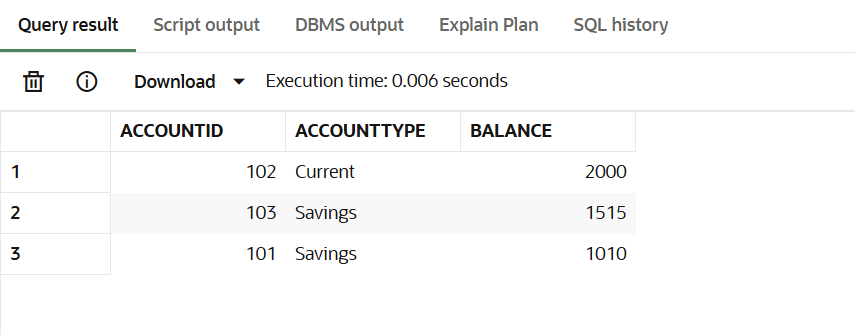 Query result Script output DBMS output Explain Plan SQL history
Download Execution time: 0.006 seconds
ACCOUNTID ACCOUNTTYPE BALANCE
1 102 Current 2000
2 103 Savings 1515
3 101 Savings 1010